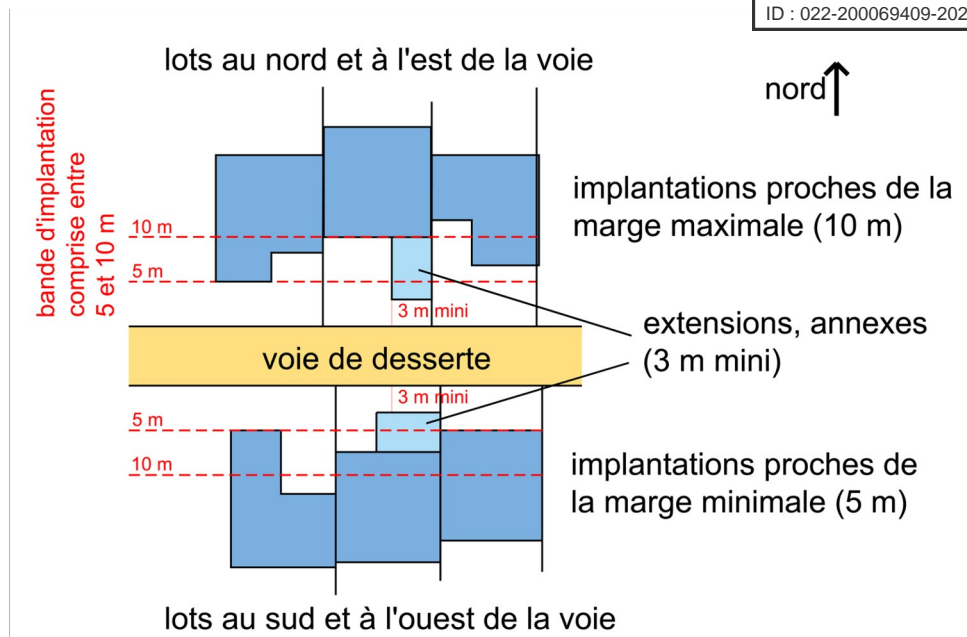 ID : 022-200069409-202
lots au nord et à l'est de la voie
nord
bande d'implantation
comprise entre
5 et 10 m
implantations proches de la
marge maximale (10 m)
10 m
5 m
3 m mini
extensions, annexes
(3 m mini)
voie de desserte
3 m mini
5 m
10 m
implantations proches de
la marge minimale (5 m)
lots au sud et à l'ouest de la voie